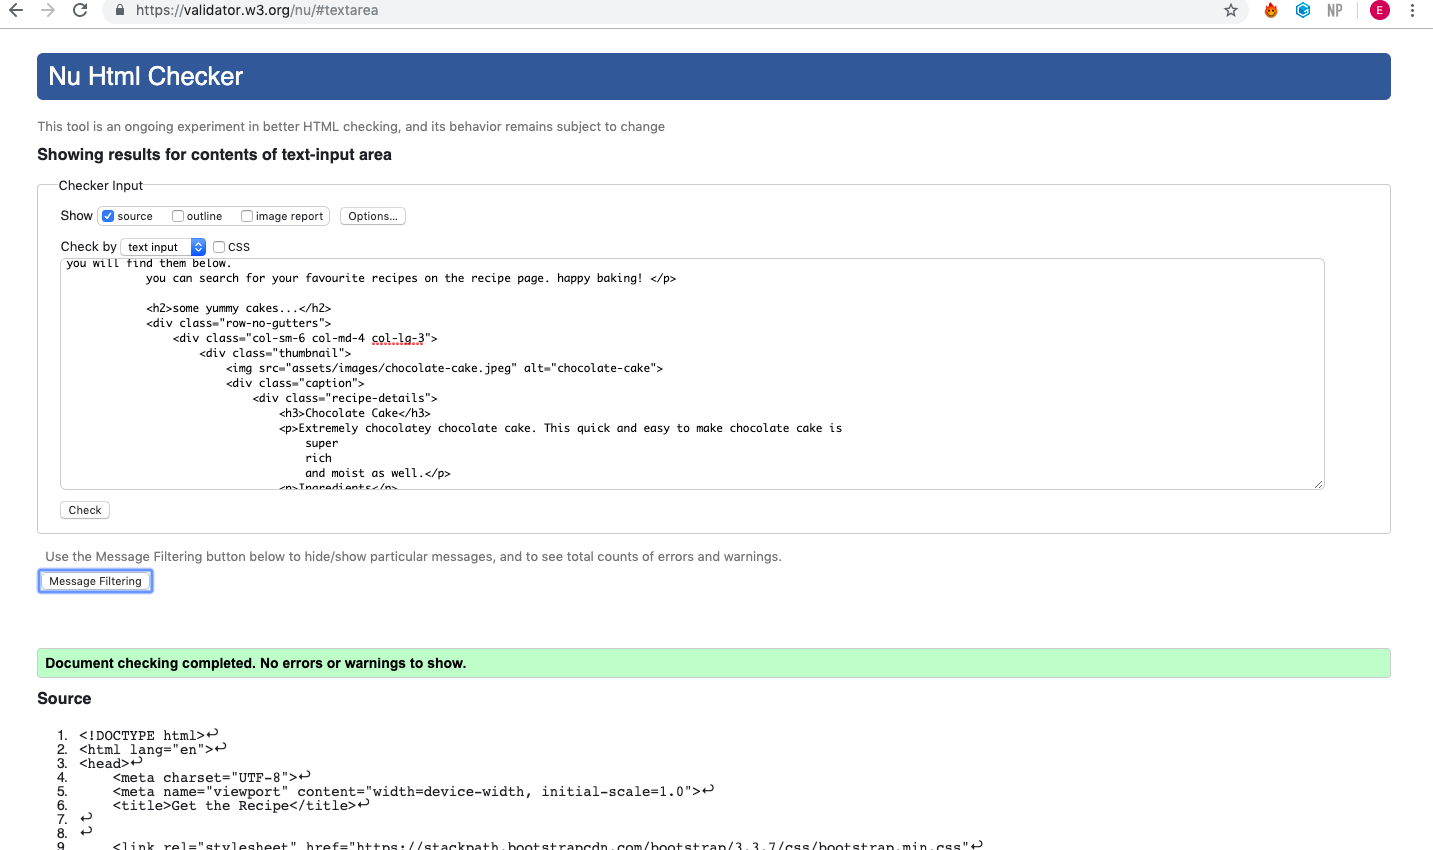 https://validator.w3.org/nu/#textarea
NP
E
Nu Html Checker
This tool is an ongoing experiment in better HTML checking, and its behavior remains subject to change
Showing results for contents of text-input area
Checker Input
Show source outline image report Options...
Check by text input CSS
you will find them below.
you can search for your favourite recipes on the recipe page. happy baking! </p>
<h2>some yummy cakes...</h2>
<div class="row-no-gutters">
<div class="col-sm-6 col-md-4 col-lg-3">
<div class="thumbnail">
<img src="assets/images/chocolate-cake.jpeg" alt="chocolate-cake">
<div class="caption">
<div class="recipe-details">
<h3>Chocolate Cake</h3>
<p>Extremely chocolatey chocolate cake. This quick and easy to make chocolate cake is
super
rich
and moist as well.</p>
<p>Ingredients</p>
Check
Use the Message Filtering button below to hide/show particular messages, and to see total counts of errors and warnings.
Message Filtering
Document checking completed. No errors or warnings to show.
Source
1. <!DOCTYPE html>↩
2. <html lang="en">↩
3. <head>↩
4. <meta charset="UTF-8">↩
5. <meta name="viewport" content="width=device-width, initial-scale=1.0">↩
6. <title>Get the Recipe</title>↩
7. ↩
8. ↩
9. <link rel="stylesheet" href="https://stackpath.bootstrapcdn.com/bootstrap/3.3.7/css/bootstrap.min.css"↩